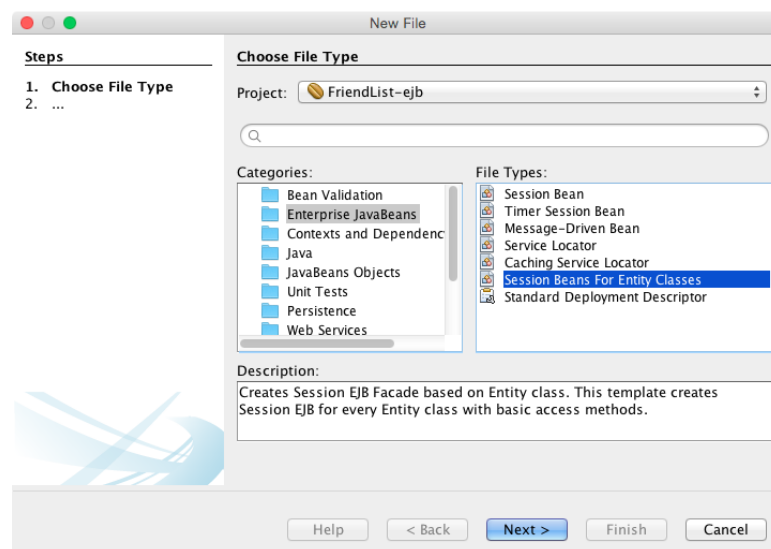 New File
Steps
1. Choose File Type
2. ...
Choose File Type
Project: FriendList-ejb
Categories:
Bean Validation
Enterprise JavaBeans
Contexts and Dependenc
Java
JavaBeans Objects
Unit Tests
Persistence
Web Services
File Types:
Session Bean
Timer Session Bean
Message-Driven Bean
Service Locator
Caching Service Locator
Session Beans For Entity Classes
Standard Deployment Descriptor
Description:
Creates Session EJB Facade based on Entity class. This template creates
Session EJB for every Entity class with basic access methods.
Help < Back Next > Finish Cancel